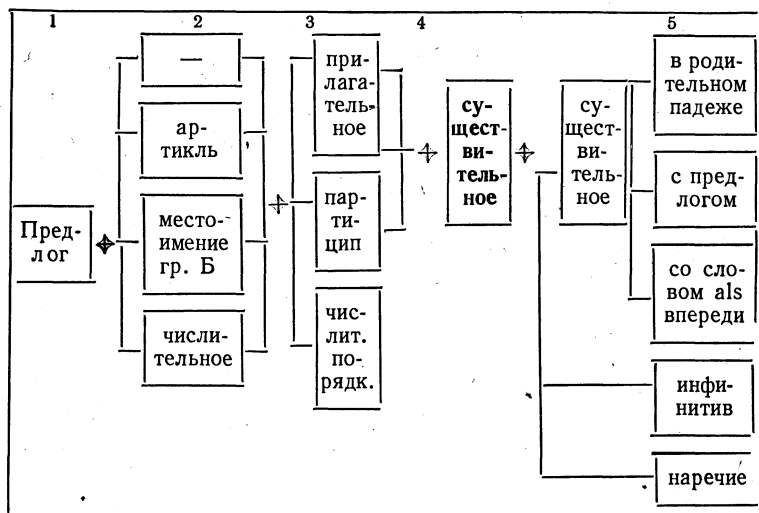 1 2 3 4 5
Пред-
лог
—
ар-
тикль
место-
имение
гр. Б
числи-
тельное
при-
лага-
тель-
ное
пар-
ти-
цип
чис-
лит.
по-
рядк.
су-
щест-
ви-
тель-
ное
су-
щест-
ви-
тель-
ное
в роди-
тельном
падеже
с пред-
логом
со сло-
вом als
впереди
инфи-
нитив
наречие